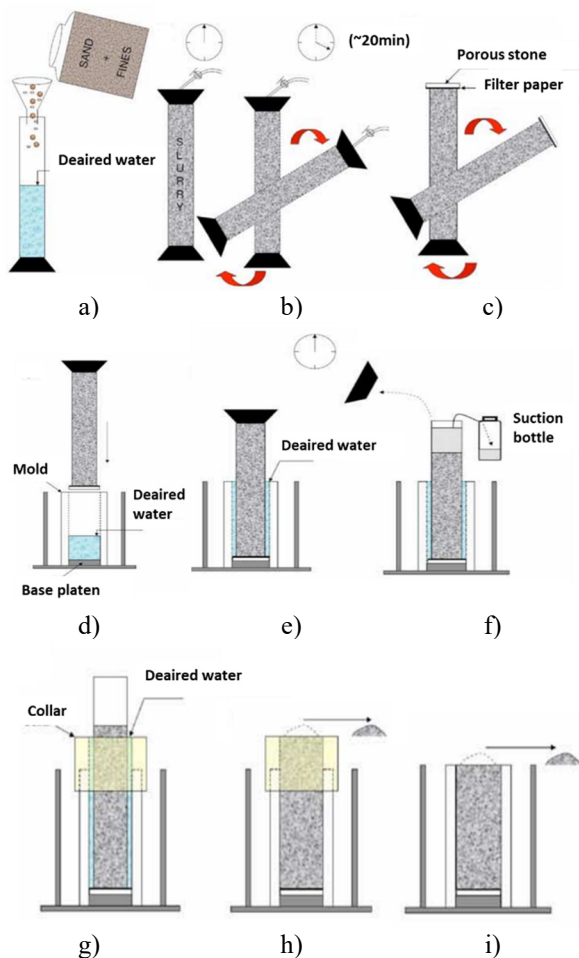 SAND
+
FINES
Deaired water
a)
SLURRY
(~20min)
b)
Porous stone
Filter paper
c)
Mold
Deaired
water
Base platen
d)
Deaired water
e)
Suction
bottle
f)
Deaired water
Collar
g)
h)
i)